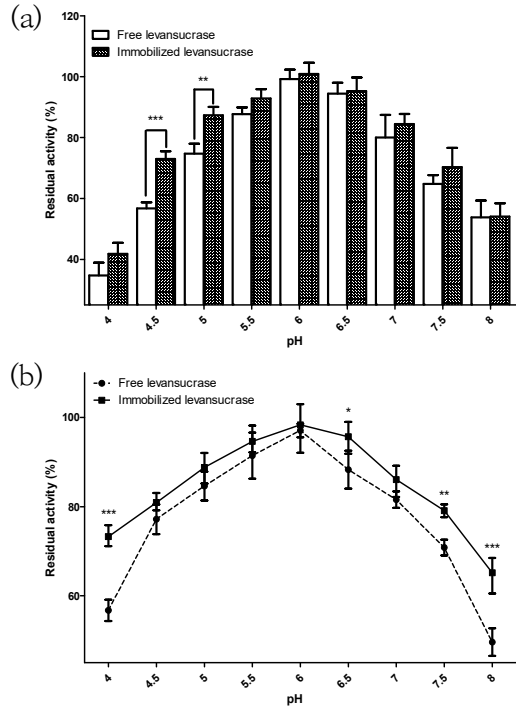 (a)
120
Free levansucrase
Immobilized levansucrase
**
100
***
80
60
40
Residual activity (%)
4 4.5 5 5.5 6 6.5 7 7.5 8
pH
(b)
Free levansucrase
Immobilized levansucrase
*
100
**
80
***
***
60
Residual activity (%)
4 4.5 5 5.5 6 6.5 7 7.5 8
pH